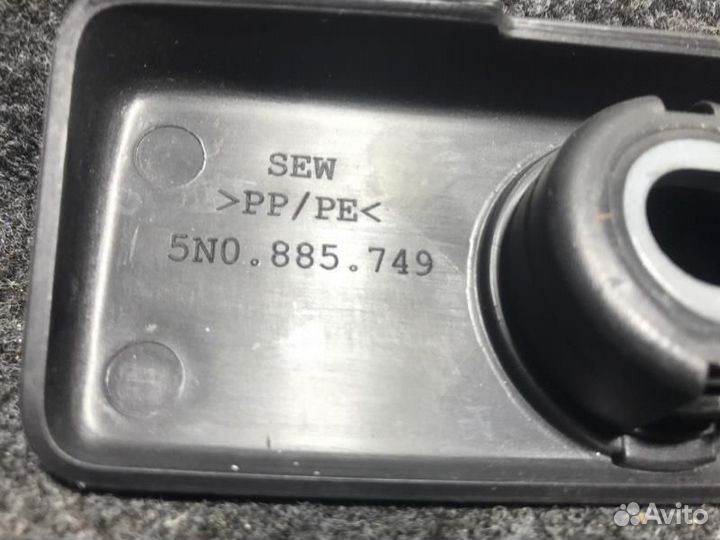 SEW
>PP/PE<
5N0.885.749
Avito